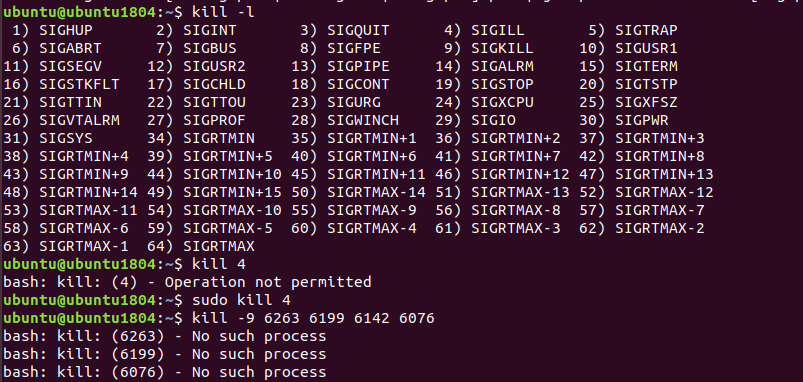 ubuntu@ubuntu1804:~$ kill -l
 1) SIGHUP       2) SIGINT       3) SIGQUIT      4) SIGILL       5) SIGTRAP
 6) SIGABRT      7) SIGBUS       8) SIGFPE       9) SIGKILL     10) SIGUSR1
11) SIGSEGV     12) SIGUSR2     13) SIGPIPE     14) SIGALRM     15) SIGTERM
16) SIGSTKFLT   17) SIGCHLD     18) SIGCONT     19) SIGSTOP     20) SIGTSTP
21) SIGTTIN     22) SIGTTOU     23) SIGURG      24) SIGXCPU     25) SIGXFSZ
26) SIGVTALRM   27) SIGPROF     28) SIGWINCH    29) SIGIO       30) SIGPWR
31) SIGSYS      34) SIGRTMIN    35) SIGRTMIN+1  36) SIGRTMIN+2  37) SIGRTMIN+3
38) SIGRTMIN+4  39) SIGRTMIN+5  40) SIGRTMIN+6  41) SIGRTMIN+7  42) SIGRTMIN+8
43) SIGRTMIN+9  44) SIGRTMIN+10 45) SIGRTMIN+11 46) SIGRTMIN+12 47) SIGRTMIN+13
48) SIGRTMIN+14 49) SIGRTMIN+15 50) SIGRTMAX-14 51) SIGRTMAX-13 52) SIGRTMAX-12
53) SIGRTMAX-11 54) SIGRTMAX-10 55) SIGRTMAX-9  56) SIGRTMAX-8  57) SIGRTMAX-7
58) SIGRTMAX-6  59) SIGRTMAX-5  60) SIGRTMAX-4  61) SIGRTMAX-3  62) SIGRTMAX-2
63) SIGRTMAX-1  64) SIGRTMAX
ubuntu@ubuntu1804:~$ kill 4
bash: kill: (4) - Operation not permitted
ubuntu@ubuntu1804:~$ sudo kill 4
ubuntu@ubuntu1804:~$ kill -9 6263 6199 6142 6076
bash: kill: (6263) - No such process
bash: kill: (6199) - No such process
bash: kill: (6076) - No such process